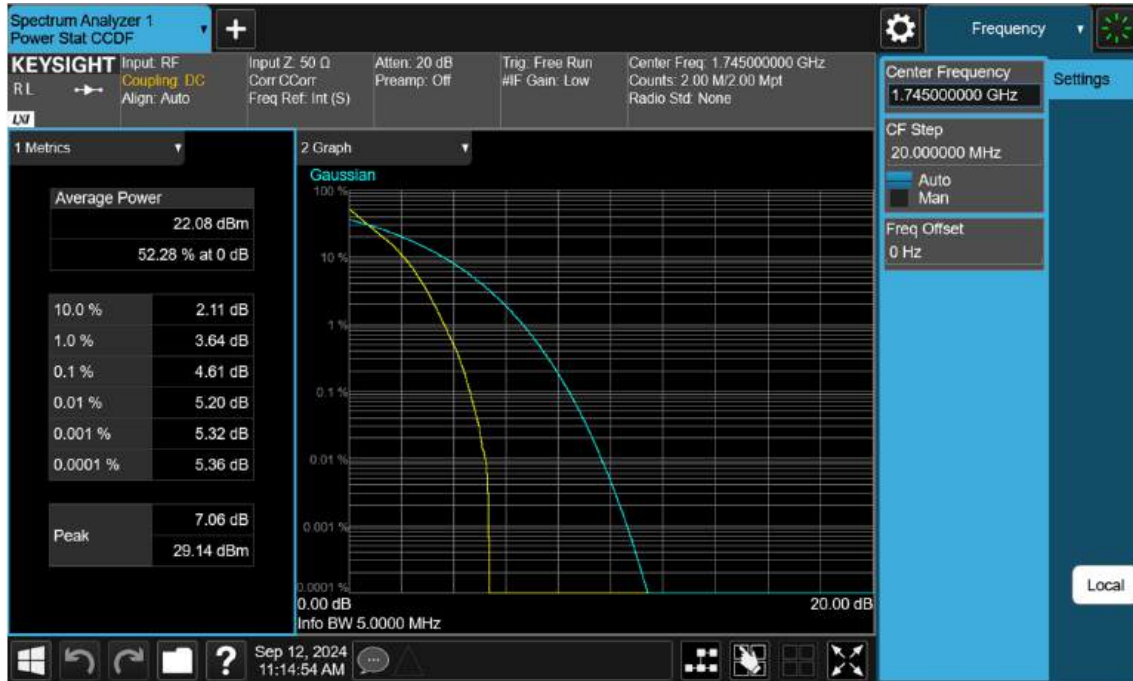 Spectrum Analyzer 1
Power Stat CCDF
+
Frequency
KEYSIGHT
R L
LXI
Input: RF
Coupling: DC
Align: Auto
Input Z: 50 Ω
Corr CCorr
Freq Ref: Int (S)
Atten: 20 dB
Preamp: Off
Trig: Free Run
#IF Gain: Low
Center Freq: 1.745000000 GHz
Counts: 2.00 M/2.00 Mpt
Radio Std: None
Center Frequency
1.745000000 GHz
Settings
CF Step
20.000000 MHz
Auto
Man
Freq Offset
0 Hz
1 Metrics
Average Power
22.08 dBm
52.28 % at 0 dB
10.0 % 2.11 dB
1.0 % 3.64 dB
0.1 % 4.61 dB
0.01 % 5.20 dB
0.001 % 5.32 dB
0.0001 % 5.36 dB
Peak
7.06 dB
29.14 dBm
2 Graph
Gaussian
100 %
10 %
1 %
0.1 %
0.01 %
0.001 %
0.0001 %
0.00 dB 20.00 dB
Info BW 5.0000 MHz
Local
?
Sep 12, 2024
11:14:54 AM